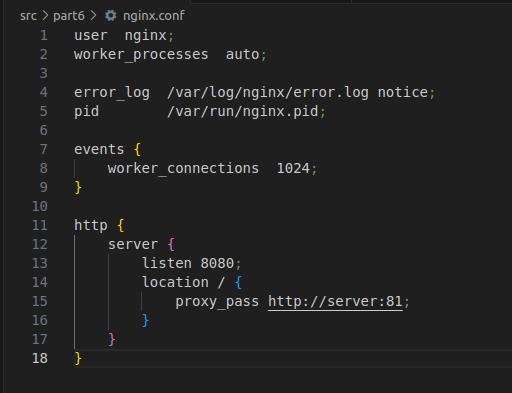 src > part6 > nginx.conf
1 user  nginx;
2 worker_processes  auto;
3
4 error_log  /var/log/nginx/error.log notice;
5 pid        /var/run/nginx.pid;
6
7 events {
8     worker_connections  1024;
9 }
10
11 http {
12     server {
13         listen 8080;
14         location / {
15             proxy_pass http://server:81;
16         }
17     }
18 }